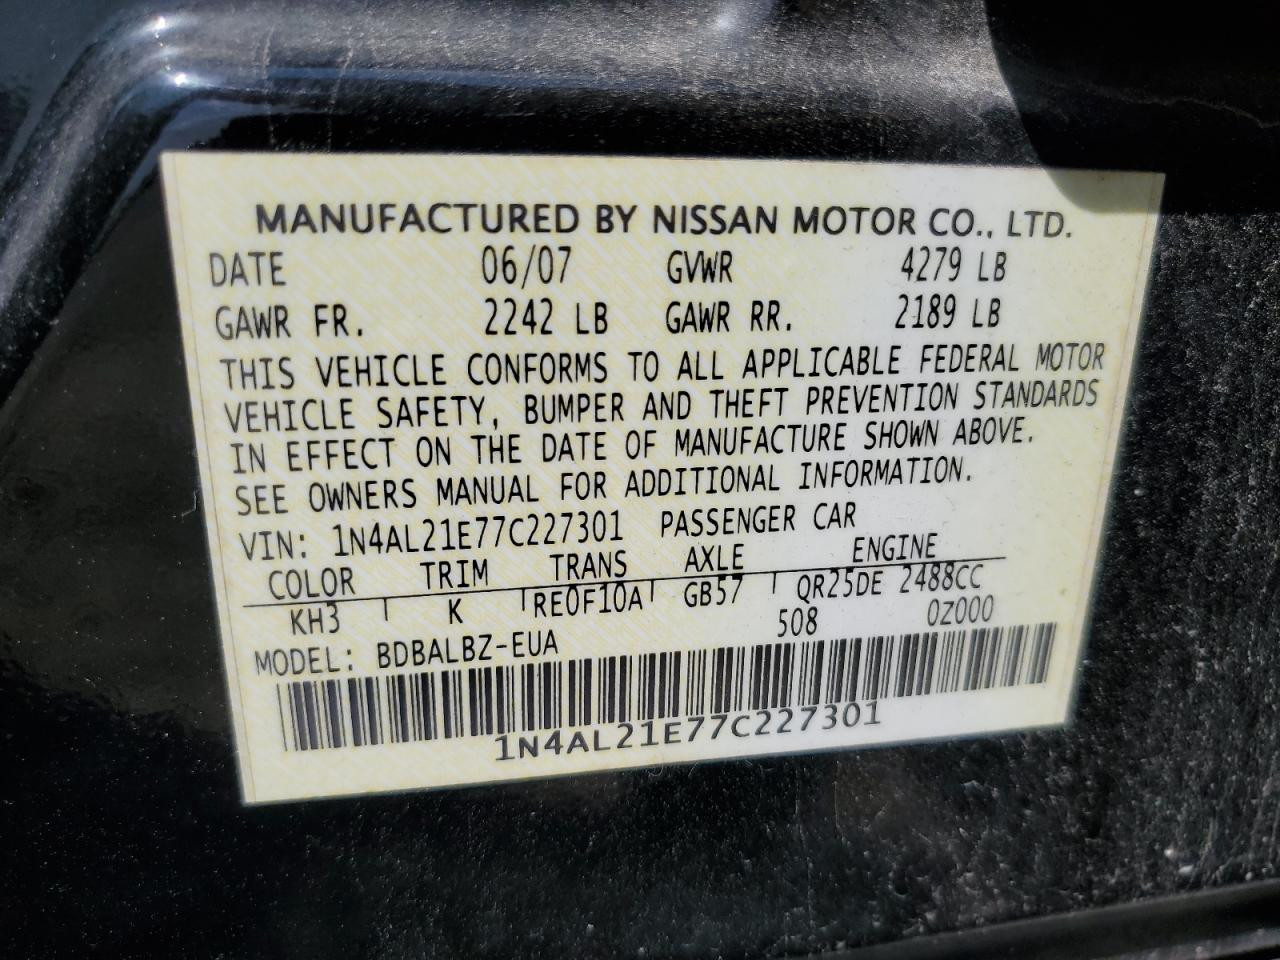 MANUFACTURED BY NISSAN MOTOR CO., LTD.
DATE 06/07 GVWR 4279 LB
GAWR FR. 2242 LB GAWR RR. 2189 LB
THIS VEHICLE CONFORMS TO ALL APPLICABLE FEDERAL MOTOR
VEHICLE SAFETY, BUMPER AND THEFT PREVENTION STANDARDS
IN EFFECT ON THE DATE OF MANUFACTURE SHOWN ABOVE.
SEE OWNERS MANUAL FOR ADDITIONAL INFORMATION.
VIN: 1N4AL21E77C227301 PASSENGER CAR
COLOR TRIM TRANS AXLE ENGINE
KH3 K RE0F10A GB57 QR25DE 2488CC
508 0Z000
MODEL: BDBALBZ-EUA
1N4AL21E77C227301